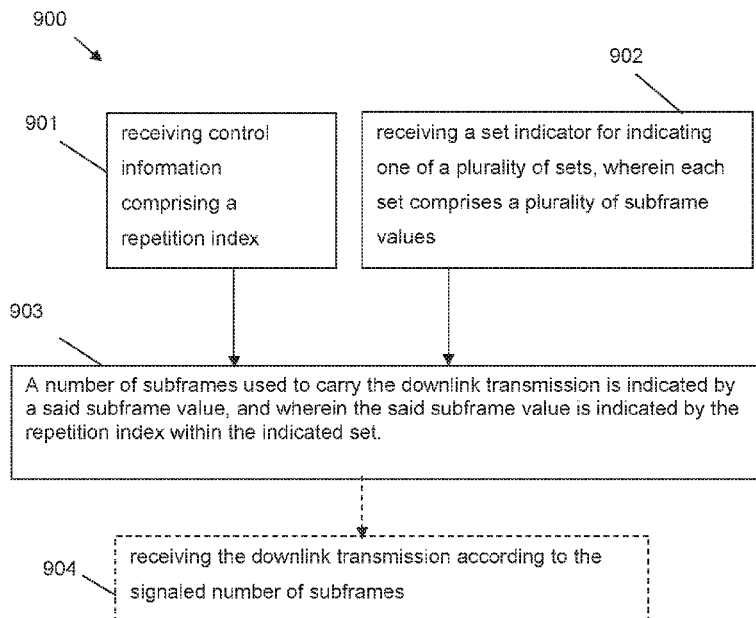 900
902
901
receiving control
information
comprising a
repetition index
receiving a set indicator for indicating
one of a plurality of sets, wherein each
set comprises a plurality of subframe
values
903
A number of subframes used to carry the downlink transmission is indicated by
a said subframe value, and wherein the said subframe value is indicated by the
repetition index within the indicated set.
904
receiving the downlink transmission according to the
signaled number of subframes